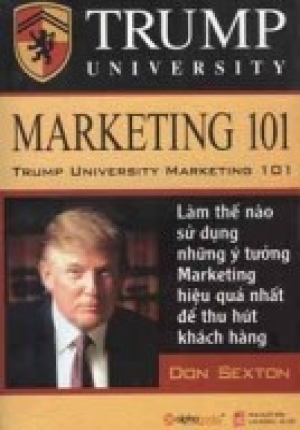 TRUMP
UNIVERSITY
MARKETING 101
TRUMP UNIVERSITY MARKETING 101
Làm thế nào
sử dụng
những ý tưởng
Marketing
hiệu quả nhất
để thu hút
khách hàng
DON SEXTON
alphabooks